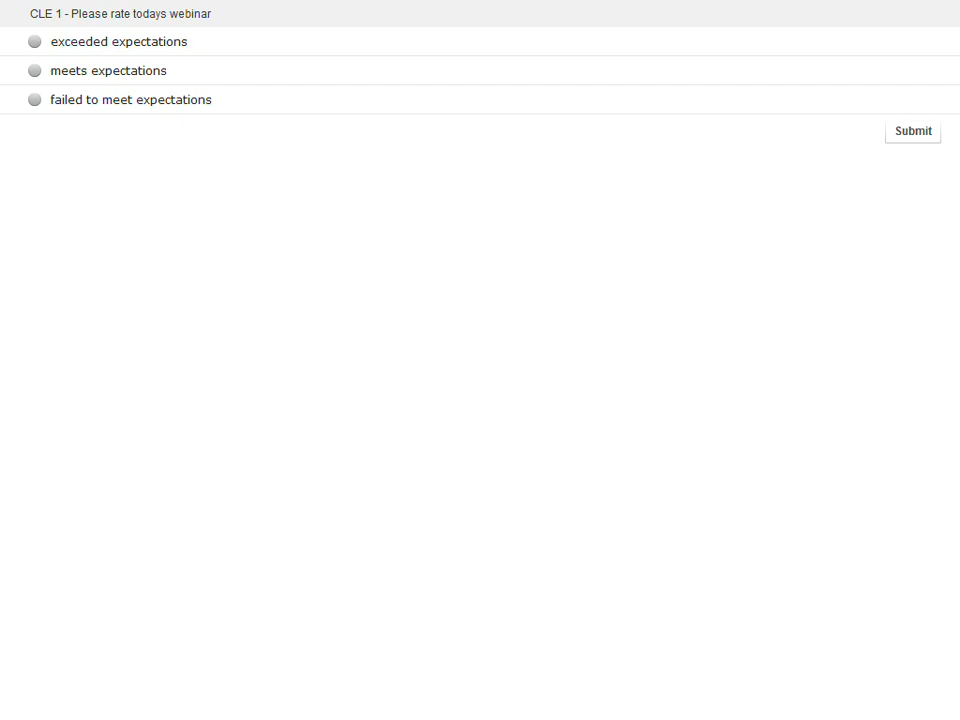 CLE 1 - Please rate todays webinar
exceeded expectations
meets expectations
failed to meet expectations
Submit